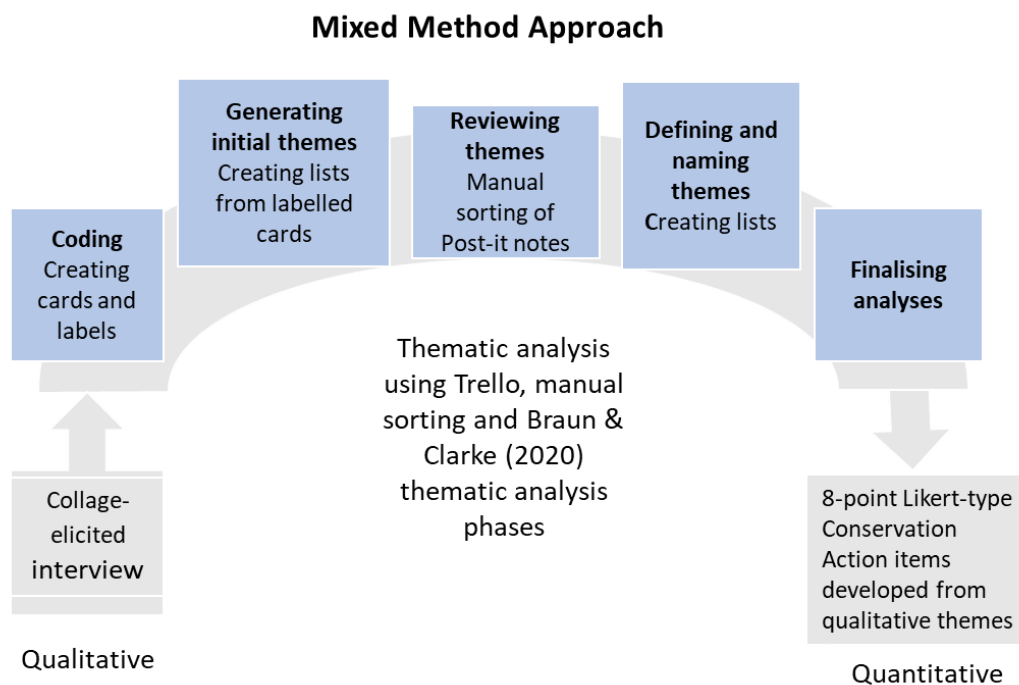 Mixed Method Approach
Coding
Creating
cards and
labels
Generating
initial themes
Creating lists
from labelled
cards
Reviewing
themes
Manual
sorting of
Post-it notes
Defining and
naming
themes
Creating lists
Finalising
analyses
Thematic analysis
using Trello, manual
sorting and Braun &
Clarke (2020)
thematic analysis
phases
Collage-
elicited
interview
Qualitative
8-point Likert-type
Conservation
Action items
developed from
qualitative themes
Quantitative